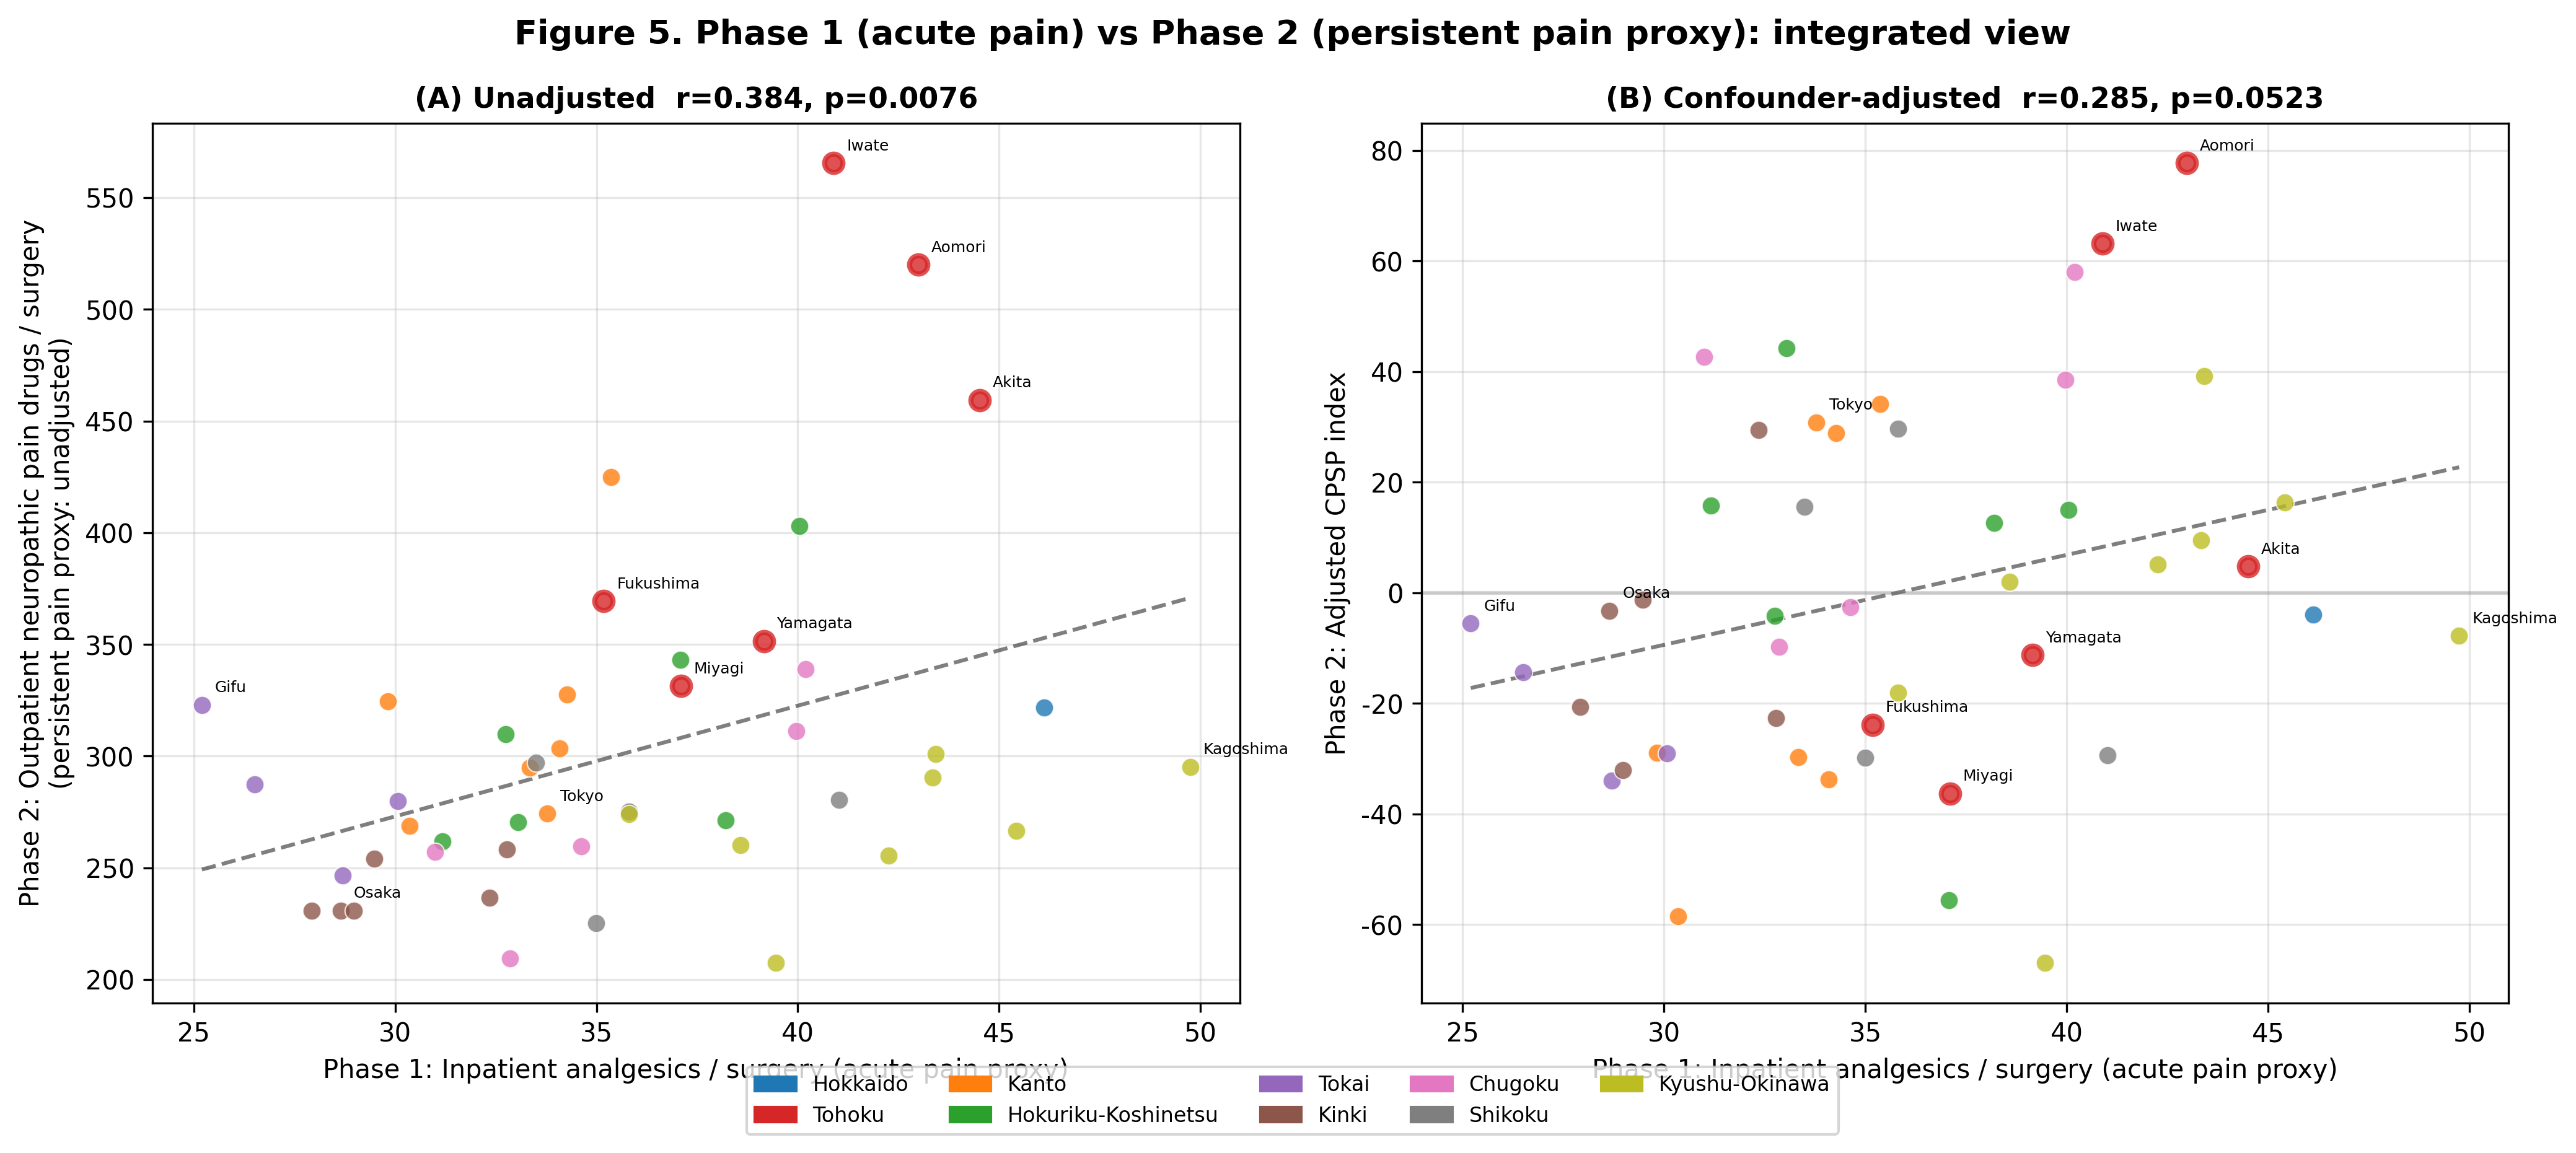 Figure 5. Phase 1 (acute pain) vs Phase 2 (persistent pain proxy): integrated view
(A) Unadjusted  r=0.384, p=0.0076
Phase 2: Outpatient neuropathic pain drugs / surgery
(persistent pain proxy: unadjusted)
550
500
450
400
350
300
250
200
Iwate
Aomori
Akita
Fukushima
Yamagata
Miyagi
Gifu
Kagoshima
Tokyo
Osaka
25
30
35
40
45
50
Phase 1: Inpatient analgesics / surgery (acute pain proxy)
(B) Confounder-adjusted  r=0.285, p=0.0523
Phase 2: Adjusted CPSP index
80
60
40
20
0
-20
-40
-60
Aomori
Iwate
Tokyo
Akita
Osaka
Gifu
Kagoshima
Yamagata
Fukushima
Miyagi
25
30
35
40
45
50
Phase 1: Inpatient analgesics / surgery (acute pain proxy)
Hokkaido
Tohoku
Kanto
Hokuriku-Koshinetsu
Tokai
Kinki
Chugoku
Shikoku
Kyushu-Okinawa